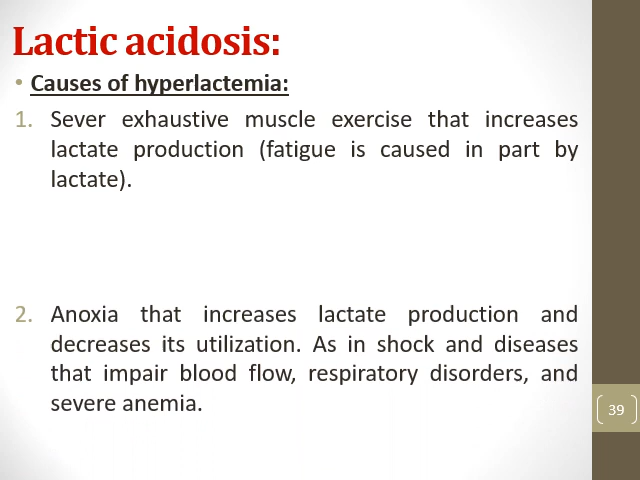 Lactic acidosis:
• Causes of hyperlactemia:
1. Sever exhaustive muscle exercise that increases
lactate production (fatigue is caused in part by
lactate).
2. Anoxia that increases lactate production and
decreases its utilization. As in shock and diseases
that impair blood flow, respiratory disorders, and
severe anemia.
39